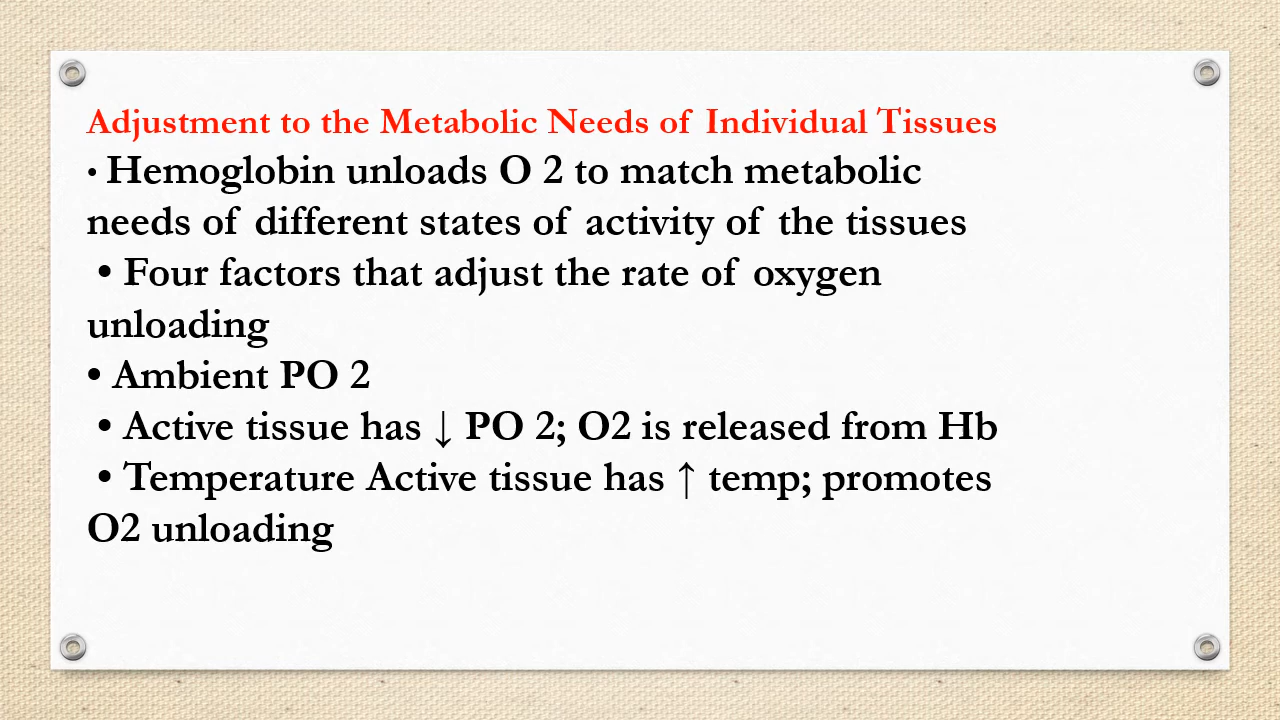 Adjustment to the Metabolic Needs of Individual Tissues
• Hemoglobin unloads O 2 to match metabolic
needs of different states of activity of the tissues
• Four factors that adjust the rate of oxygen
unloading
• Ambient PO 2
• Active tissue has ↓ PO 2; O2 is released from Hb
• Temperature Active tissue has ↑ temp; promotes
O2 unloading